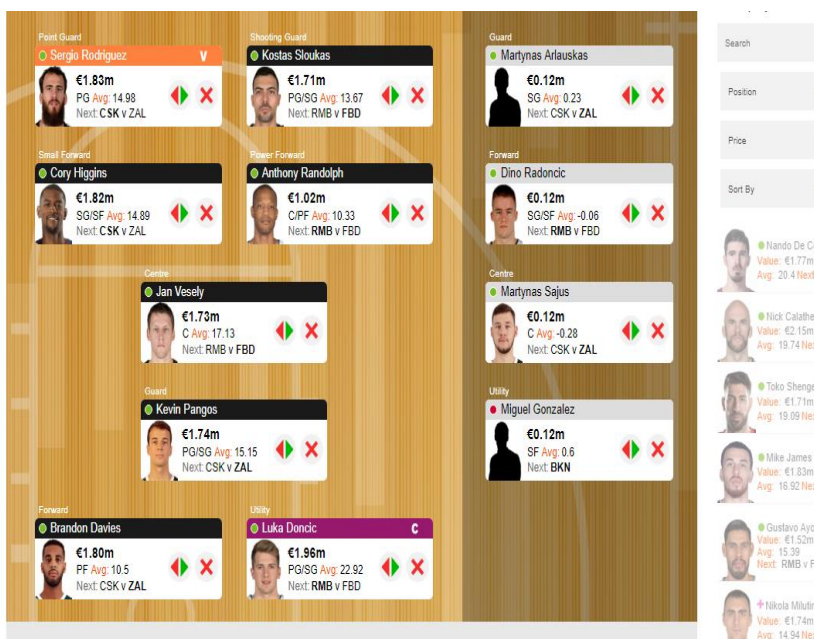 Point Guard
Sergio Rodríguez V
€1.83m
PG Avg: 14.98
Next: CSK v ZAL
Shooting Guard
Kostas Sloukas
€1.71m
PG/SG Avg: 13.67
Next: RMB v FBD
Guard
Martynas Arlauskas
€0.12m
SG Avg: 0.23
Next: CSK v ZAL
Small Forward
Cory Higgins
€1.82m
SG/SF Avg: 14.89
Next: CSK v ZAL
Power Forward
Anthony Randolph
€1.02m
C/PF Avg: 10.33
Next: RMB v FBD
Forward
Dino Radoncic
€0.12m
SG/SF Avg: -0.06
Next: RMB v FBD
Centre
Jan Vesely
€1.73m
C Avg: 17.13
Next: RMB v FBD
Centre
Martynas Sajus
€0.12m
C Avg: -0.28
Next: CSK v ZAL
Guard
Kevin Pangos
€1.74m
PG/SG Avg: 15.15
Next: CSK v ZAL
Utility
Miguel Gonzalez
€0.12m
SF Avg: 0.6
Next: BKN
Forward
Brandon Davies
€1.80m
PF Avg: 10.5
Next: CSK v ZAL
Utility
Luka Doncic C
€1.96m
PG/SG Avg: 22.92
Next: RMB v FBD
Search
Position
Price
Sort By
Nando De
Value: €1.77m
Avg: 20.4 Next
Nick
Value: €2.15m
Avg: 19.74
Toko
Value: €1.71m
Avg: 19.09
Mike James
Value: €1.83m
Avg: 16.92
Gustavo
Value: €1.52m
Avg: 15.39
Next: RMB v
Nikola
Value: €1.74m
Avg: 14.94